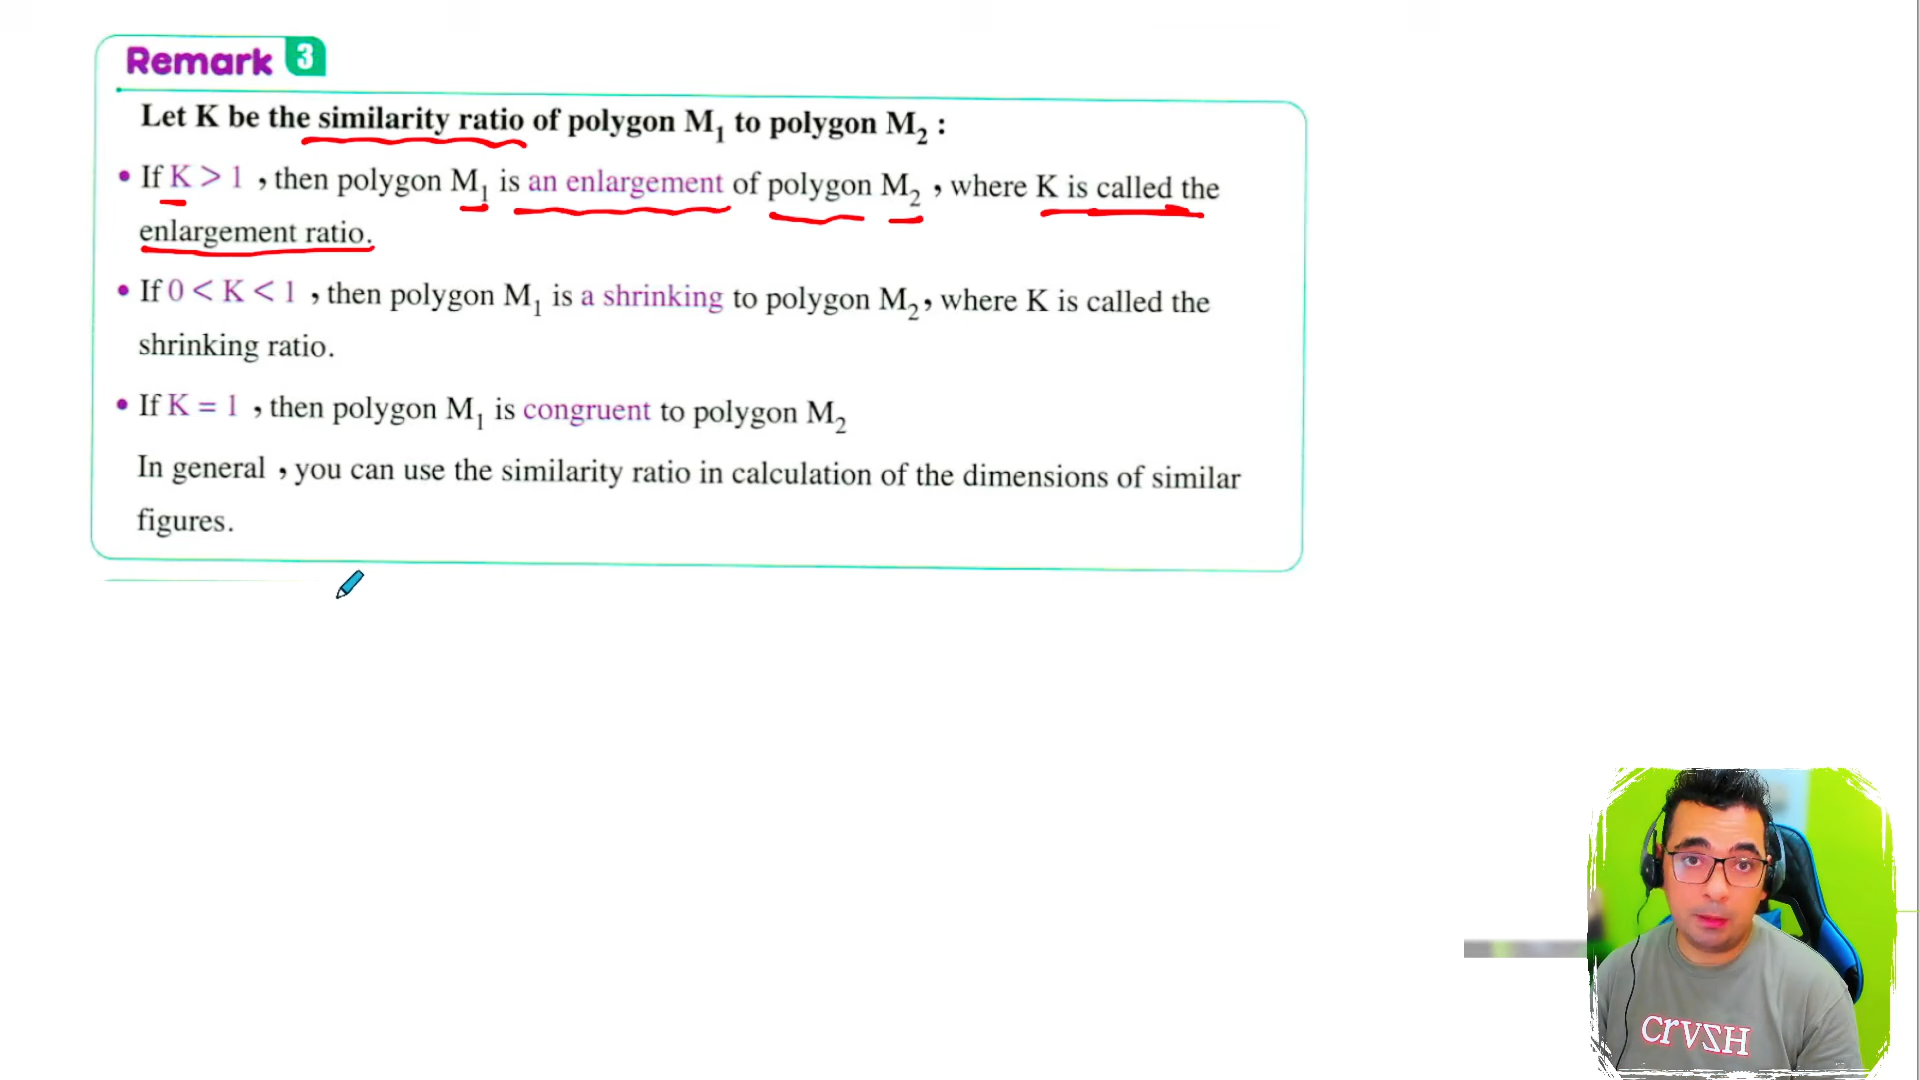 Remark 3
Let K be the similarity ratio of polygon M₁ to polygon M₂ :
• If K > 1 , then polygon M₁ is an enlargement of polygon M₂ , where K is called the
enlargement ratio.
• If 0 < K < 1 , then polygon M₁ is a shrinking to polygon M₂, where K is called the
shrinking ratio.
• If K = 1 , then polygon M₁ is congruent to polygon M₂
In general , you can use the similarity ratio in calculation of the dimensions of similar
figures.
CRVSH